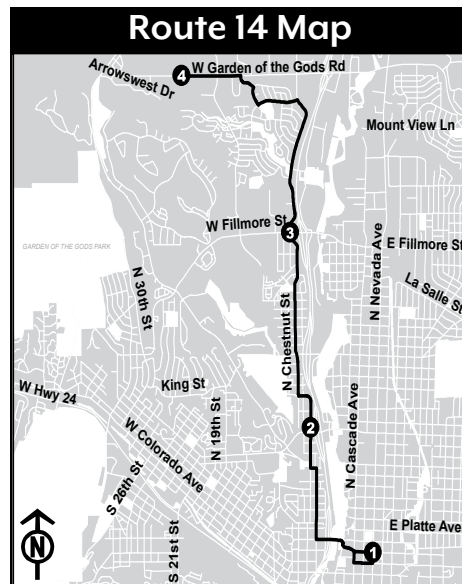 Route 14 Map
W Garden of the Gods Rd
4
Arrowswest Dr
Mount View Ln
W Fillmore St
3
E Fillmore St
GARDEN OF THE GODS PARK
N Nevada Ave
La Salle St
N 30th St
N Chestnut St
W Hwy 24
King St
N 19th St
2
N Cascade Ave
W Colorado Ave
S 26th St
S 21st St
E Platte Ave
1
N